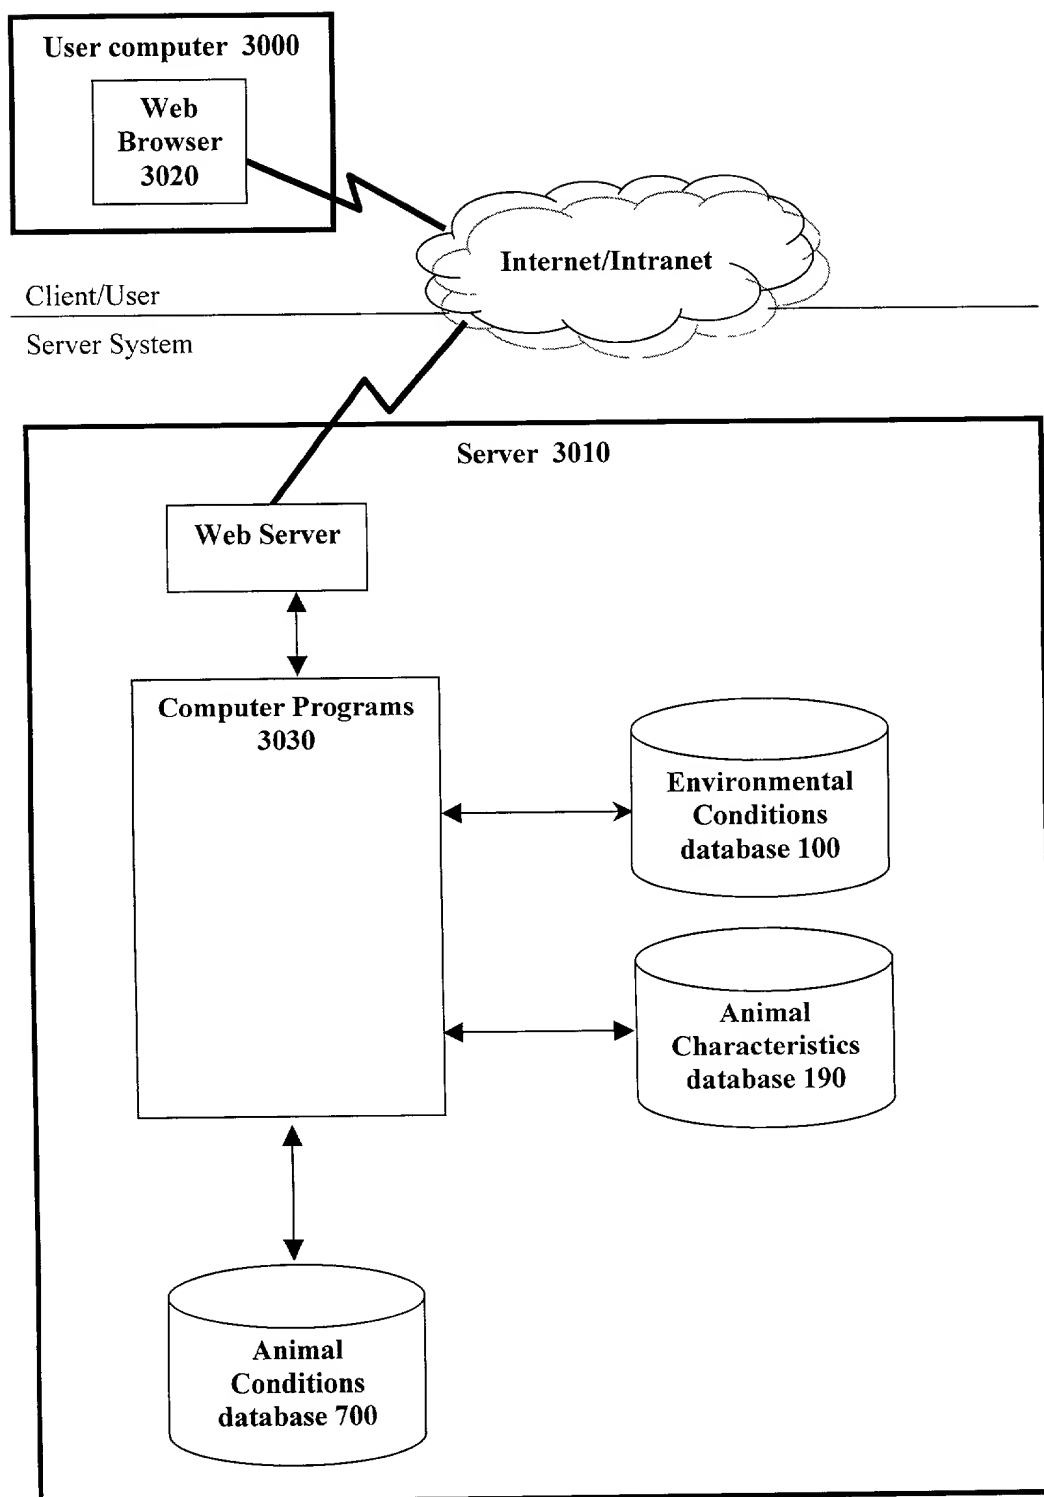 User computer 3000
Web
Browser
3020
Internet/Intranet
Client/User
Server System
Server 3010
Web Server
Computer Programs
3030
Environmental
Conditions
database 100
Animal
Characteristics
database 190
Animal
Conditions
database 700